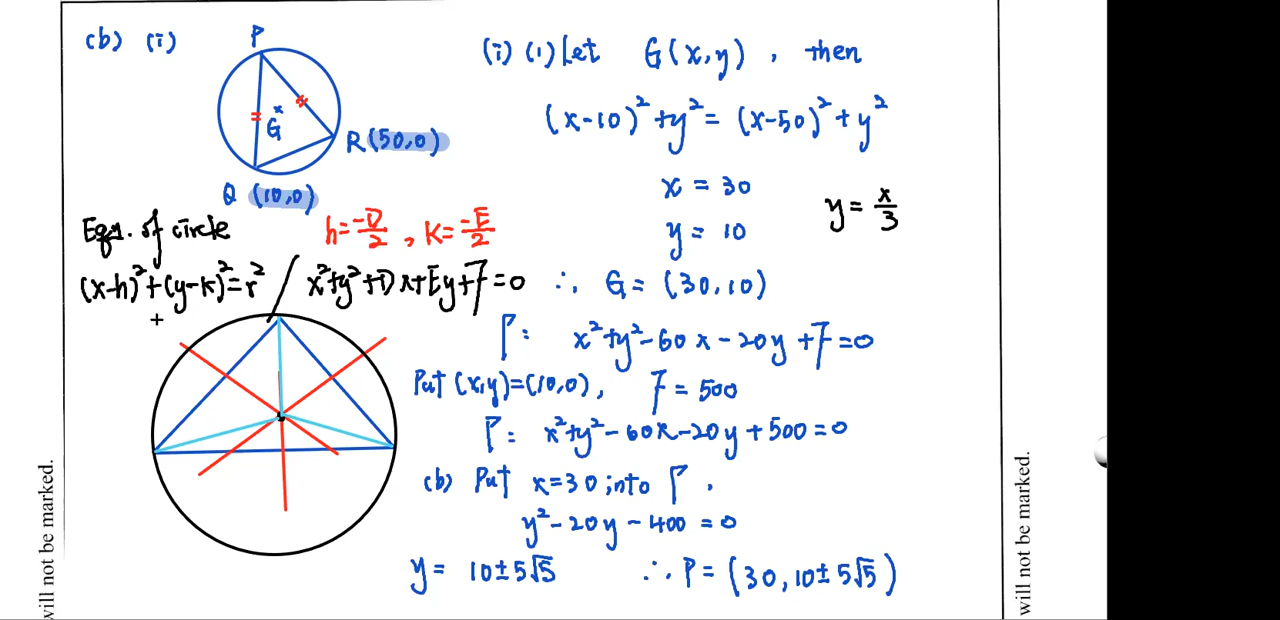 (b) (i)
P
G
R (50,0)
Q (10,0)
Eqn. of circle
h = -D/2 , K = -E/2
(x-h)²+(y-k)²=r² / x²+y²+Dx+Ey+F=0
(i) (1) Let G(x,y) , then
(x-10)²+y² = (x-50)²+y²
x = 30
y = 10
y = x/3
∴ G = (30,10)
Γ: x²+y²-60x-20y+F=0
Put (x,y)=(10,0), F = 500
Γ: x²+y²-60x-20y+500=0
(b) Put x=30 into Γ ,
y²-20y-400=0
y = 10±5√5 ∴ P = (30, 10±5√5)
will not be marked.
will not be marked.